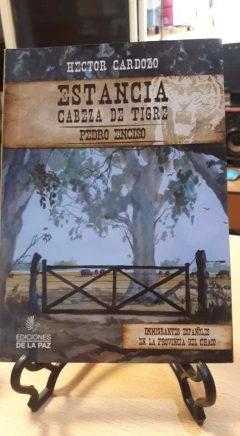 HECTOR CARDOZO
ESTANCIA
CABEZA DE TIGRE
PEDRO ENCISO
INMIGRANTES ESPAÑOLES
EN LA PROVINCIA DEL CHACO
EDICIONES
DE LA PAZ